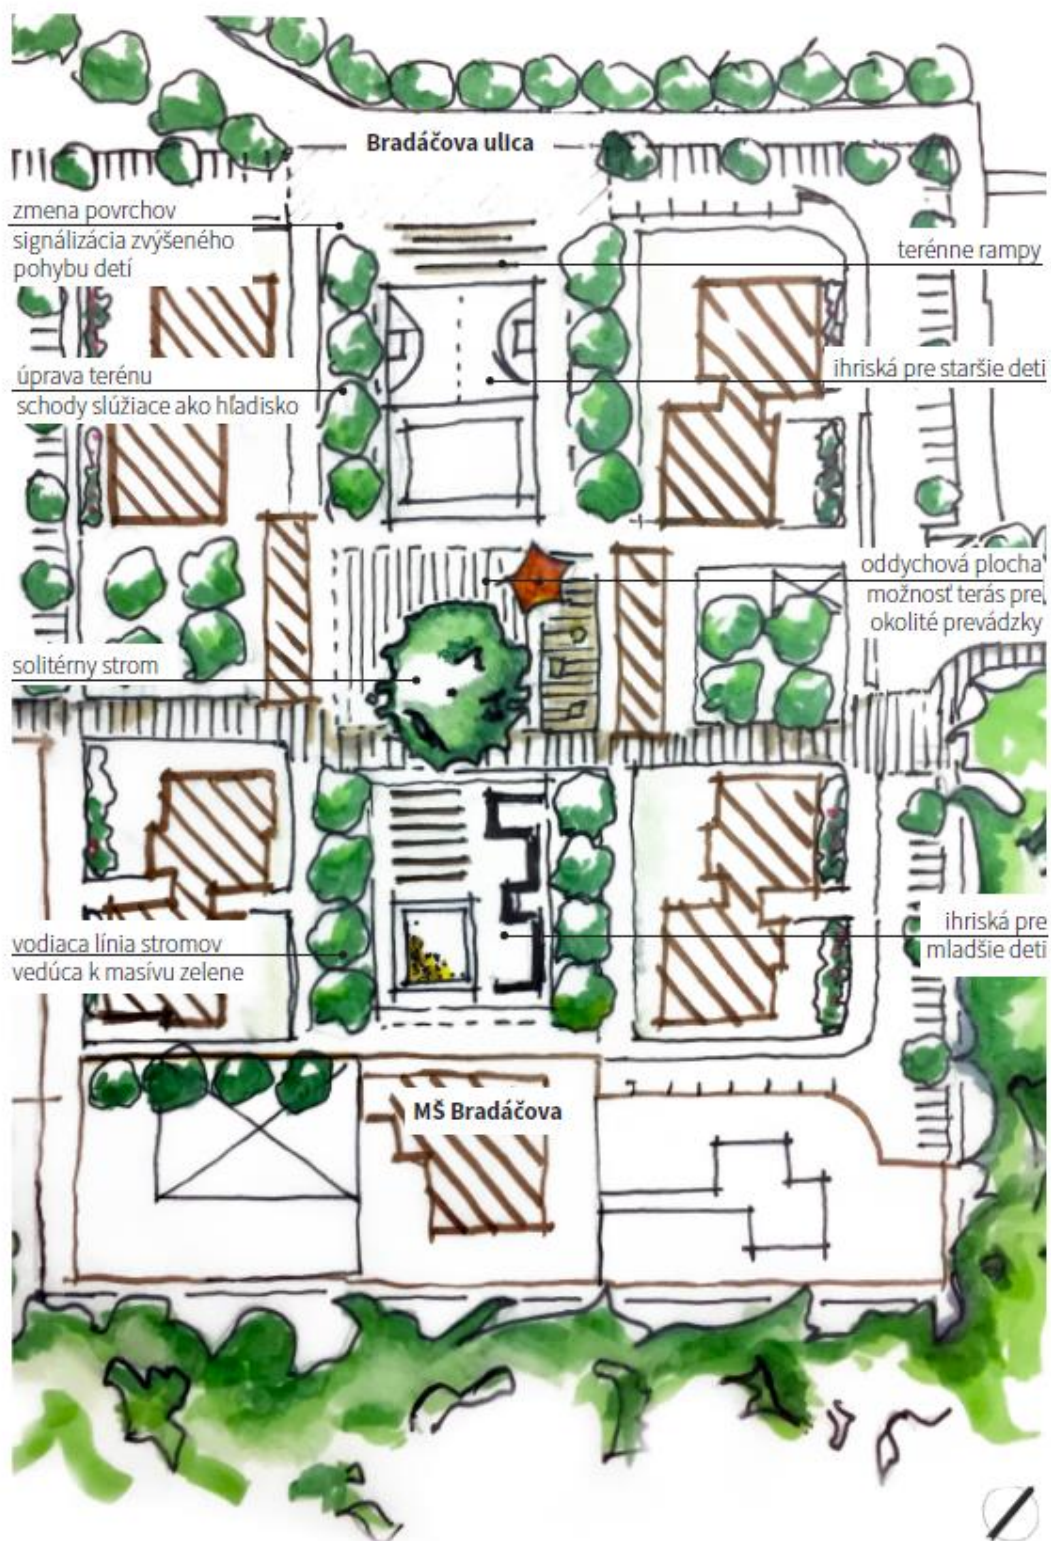 Bradáčova ulica
zmena povrchov
signálizácia zvýšeného
pohybu detí
terénne rampy
ihriská pre staršie deti
úprava terénu
schody slúžiace ako hľadisko
oddychová plocha
možnosť terás pre
okolité prevádzky
solitérny strom
ihriská pre
mladšie deti
vodiaca línia stromov
vedúca k masívu zelene
MŠ Bradáčova